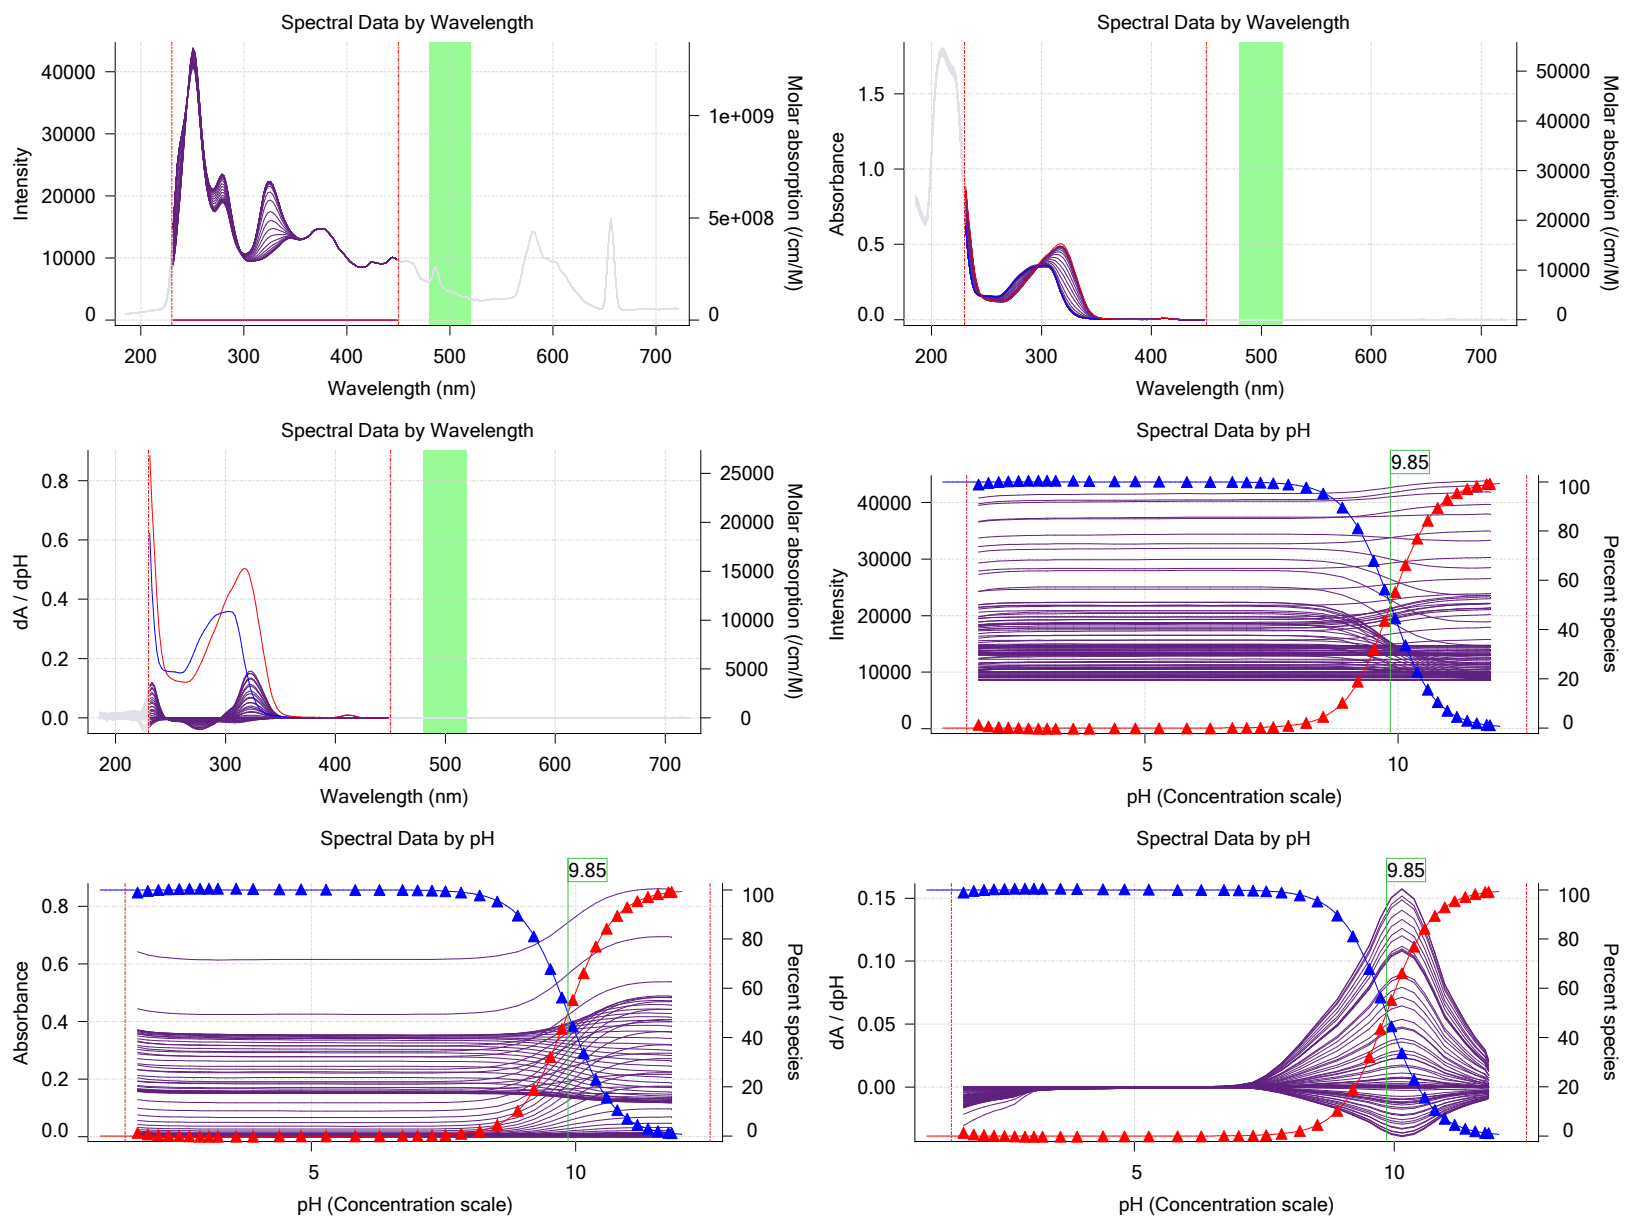 Spectral Data by Wavelength
Intensity
40000
30000
20000
10000
0
1e+009
5e+008
0
Molar absorption (/cm/M)
200 300 400 500 600 700
Wavelength (nm)
Spectral Data by Wavelength
Absorbance
1.5
1.0
0.5
0.0
50000
40000
30000
20000
10000
0
Molar absorption (/cm/M)
200 300 400 500 600 700
Wavelength (nm)
Spectral Data by Wavelength
dA / dpH
0.8
0.6
0.4
0.2
0.0
25000
20000
15000
10000
5000
0
Molar absorption (/cm/M)
200 300 400 500 600 700
Wavelength (nm)
Spectral Data by pH
9.85
Intensity
40000
30000
20000
10000
0
100
80
60
40
20
0
Percent species
5 10
pH (Concentration scale)
Spectral Data by pH
9.85
Absorbance
0.8
0.6
0.4
0.2
0.0
100
80
60
40
20
0
Percent species
5 10
pH (Concentration scale)
Spectral Data by pH
9.85
dA / dpH
0.15
0.10
0.05
0.00
100
80
60
40
20
0
Percent species
5 10
pH (Concentration scale)